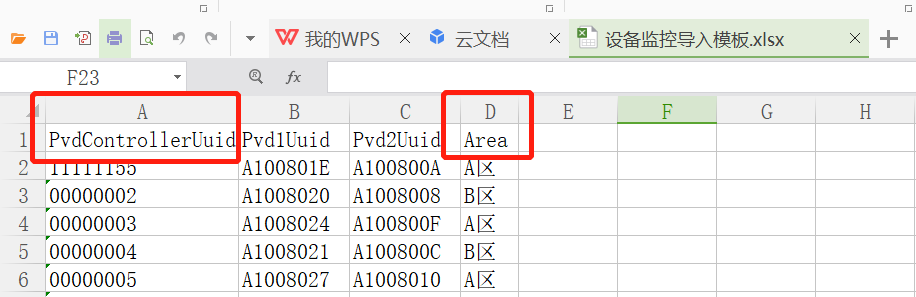 我的WPS 云文档 设备监控导入模板.xlsx
F23 fx
A B C D E F G H
1 PvdControllerUuid Pvd1Uuid Pvd2Uuid Area
2 11111155 A100801E A100800A A区
3 00000002 A1008020 A1008008 B区
4 00000003 A1008024 A100800F A区
5 00000004 A1008021 A100800C B区
6 00000005 A1008027 A1008010 A区